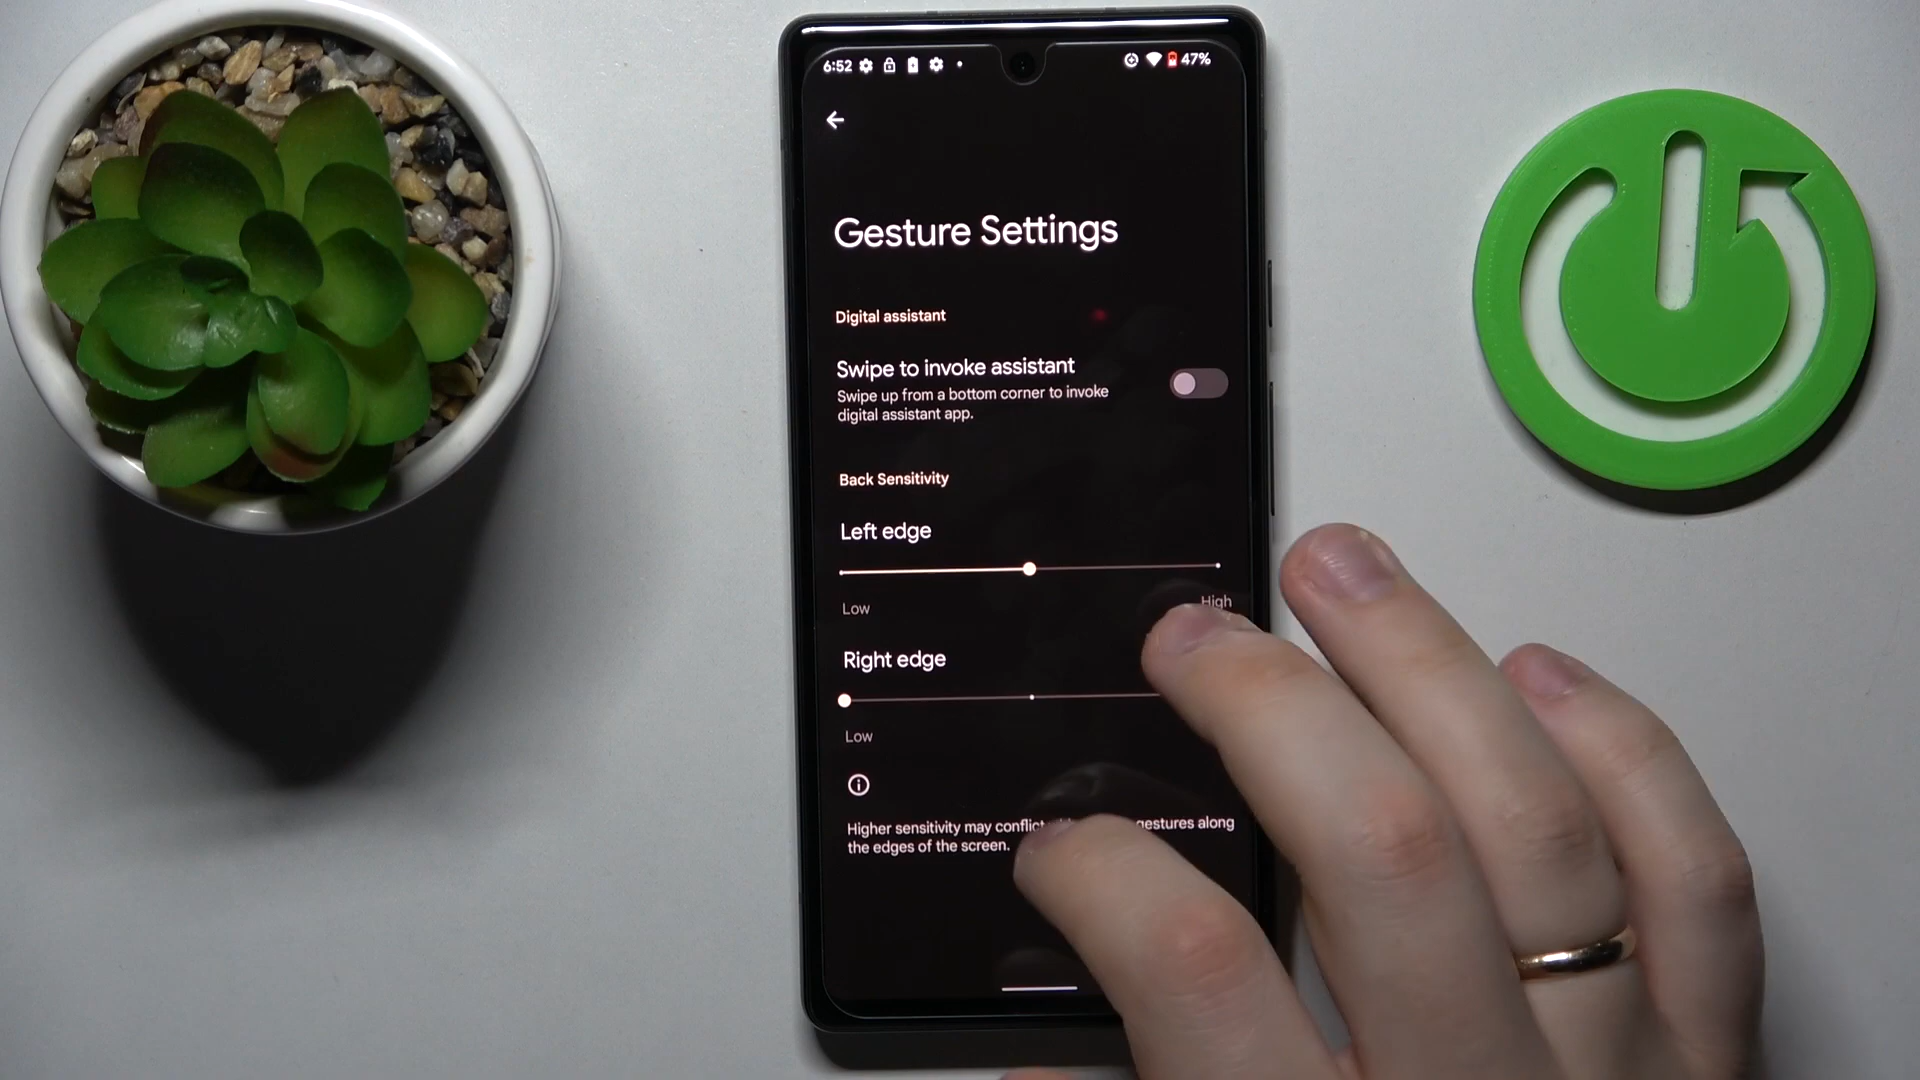 6:52
47%
Gesture Settings
Digital assistant
Swipe to invoke assistant
Swipe up from a bottom corner to invoke
digital assistant app.
Back Sensitivity
Left edge
Low High
Right edge
Low
Higher sensitivity may conflict gestures along
the edges of the screen.